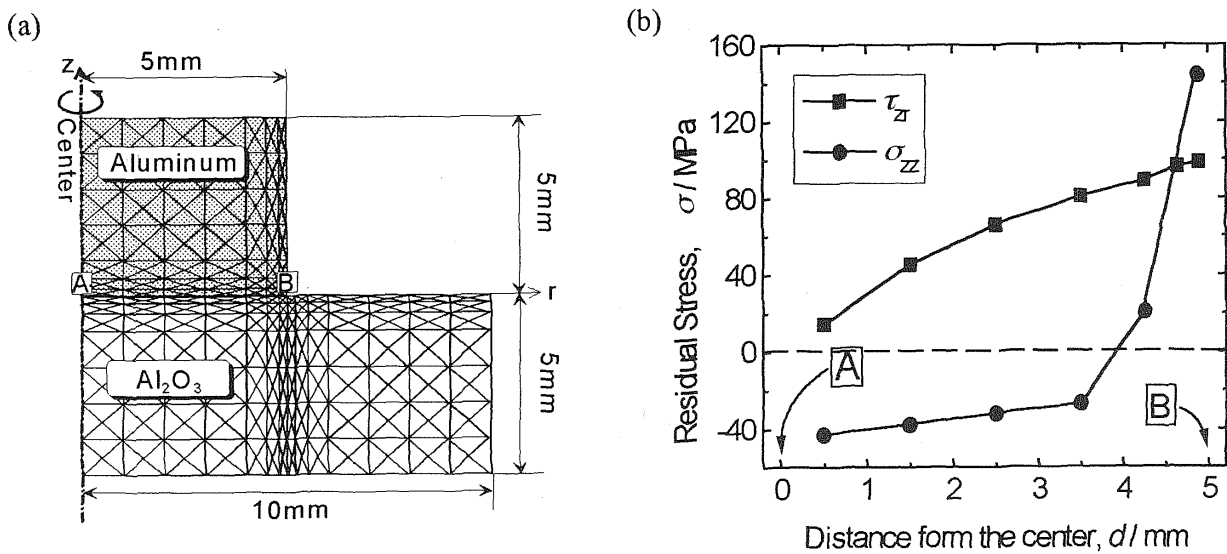 (a)
z
Center
5mm
Aluminum
5mm
A
B
r
Al₂O₃
5mm
10mm
(b)
Residual Stress, σ / MPa
160
120
80
40
0
-40
τzr
σzz
A
B
0 1 2 3 4 5
Distance form the center, d / mm